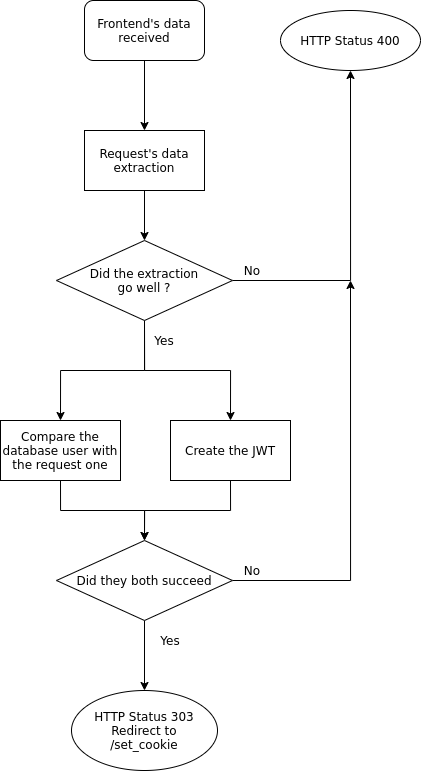 Frontend's data
received
HTTP Status 400
Request's data
extraction
Did the extraction
go well ?
No
Yes
Compare the
database user with
the request one
Create the JWT
Did they both succeed
No
Yes
HTTP Status 303
Redirect to
/set_cookie